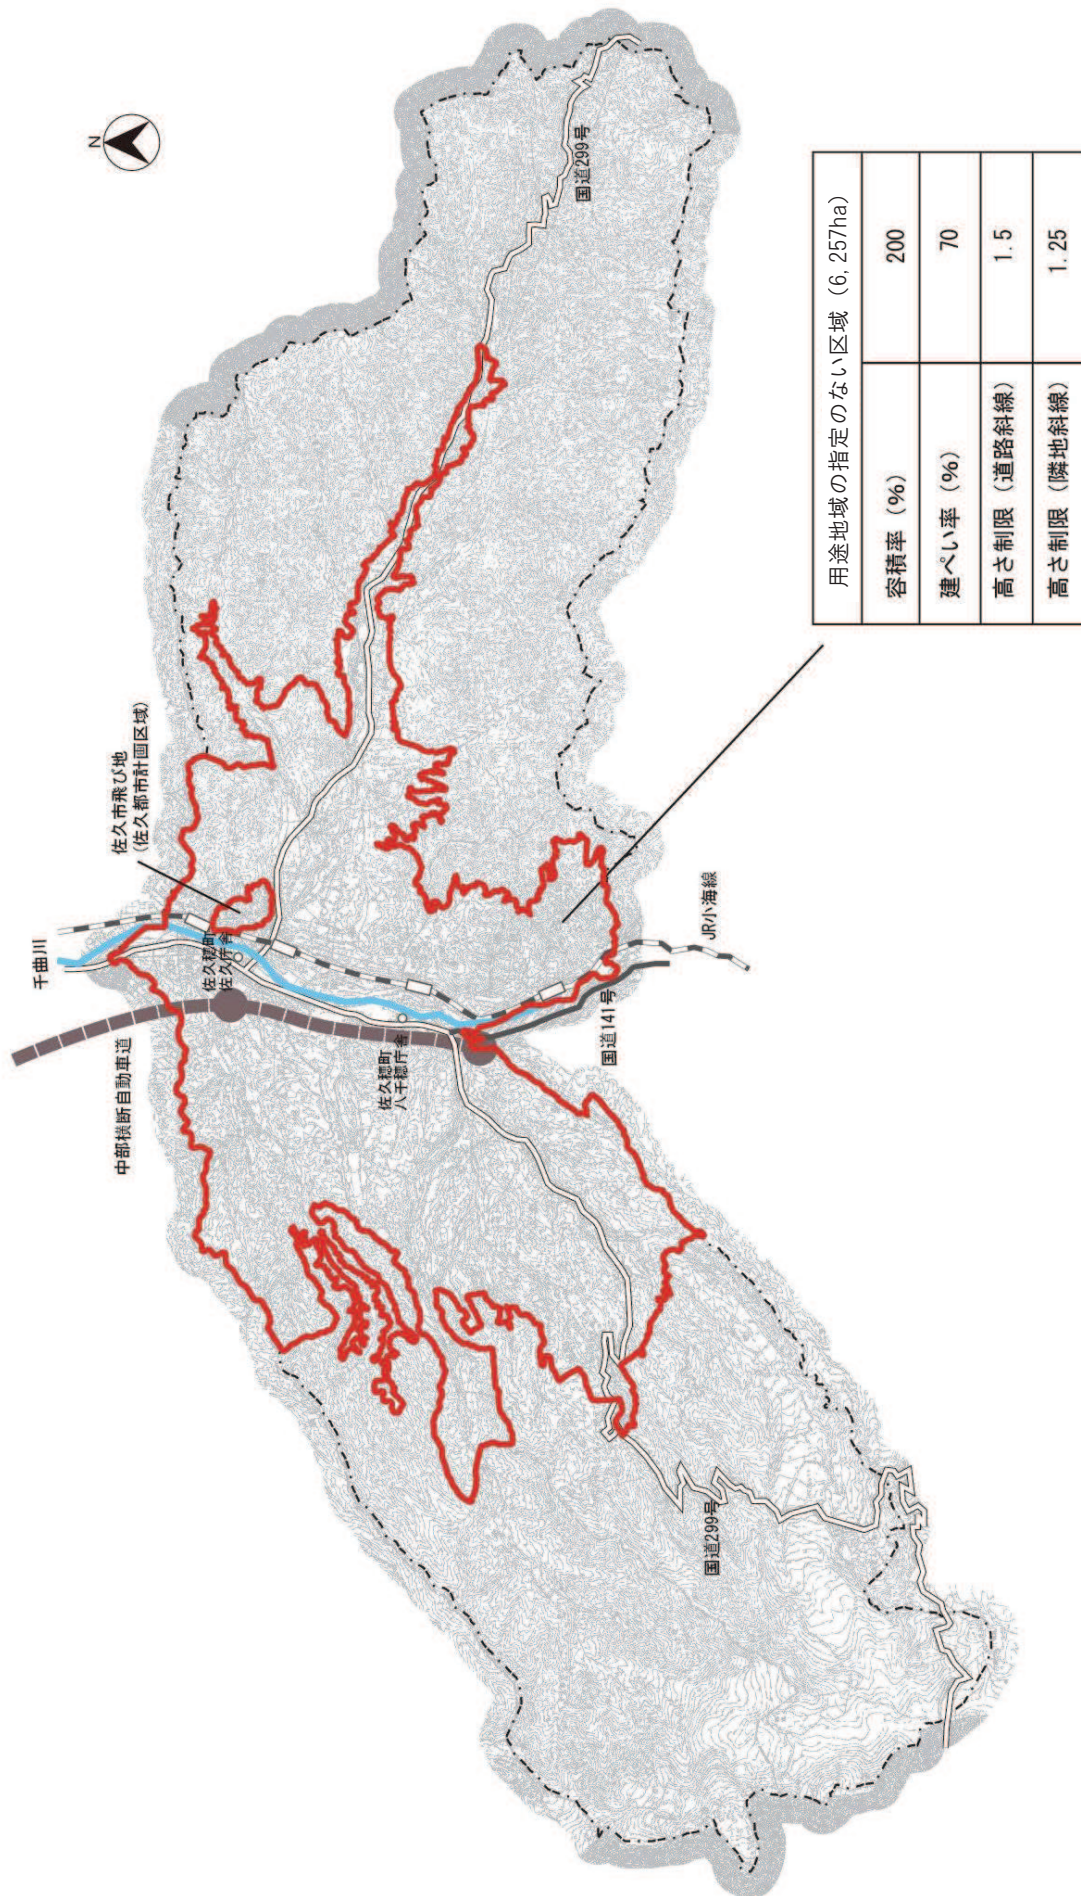 N
千曲川
中部横断自動車道
佐久市飛び地
(佐久都市計画区域)
佐久穂町
佐久庁舎
佐久穂町
八千穂庁舎
国道299号
国道299号
国道141号
JR小海線
用途地域の指定のない区域 (6,257ha)
容積率 (%) 200
建ぺい率 (%) 70
高さ制限 (道路斜線) 1.5
高さ制限 (隣地斜線) 1.25